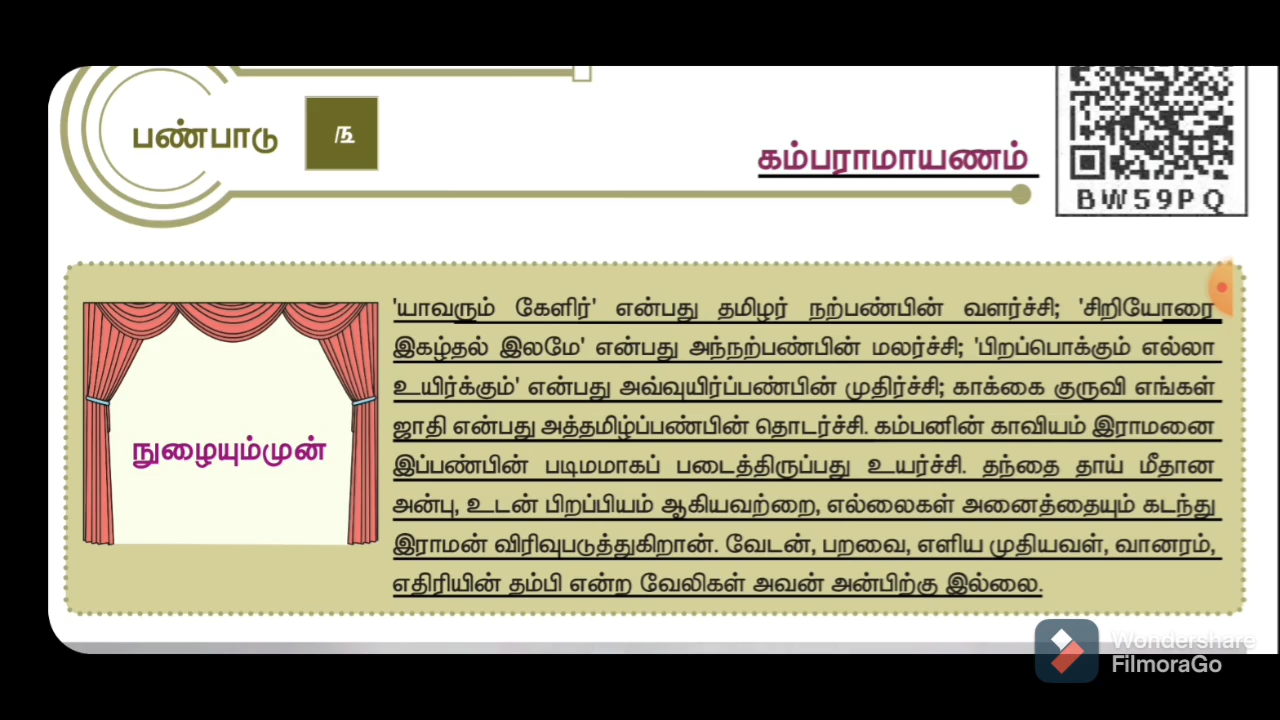 பண்பாடு
௫
கம்பராமாயணம்
BW59PQ
நுழையும்முன்
'யாவரும் கேளிர்' என்பது தமிழர் நற்பண்பின் வளர்ச்சி; 'சிறியோரை
இகழ்தல் இலமே' என்பது அந்நற்பண்பின் மலர்ச்சி; 'பிறப்பொக்கும் எல்லா
உயிர்க்கும்' என்பது அவ்வுயிர்ப்பண்பின் முதிர்ச்சி; காக்கை குருவி எங்கள்
ஜாதி என்பது அத்தமிழ்ப்பண்பின் தொடர்ச்சி. கம்பனின் காவியம் இராமனை
இப்பண்பின் படிமமாகப் படைத்திருப்பது உயர்ச்சி. தந்தை தாய் மீதான
அன்பு, உடன் பிறப்பியம் ஆகியவற்றை, எல்லைகள் அனைத்தையும் கடந்து
இராமன் விரிவுபடுத்துகிறான். வேடன், பறவை, எளிய முதியவள், வானரம்,
எதிரியின் தம்பி என்ற வேலிகள் அவன் அன்பிற்கு இல்லை.
Wondershare
FilmoraGo